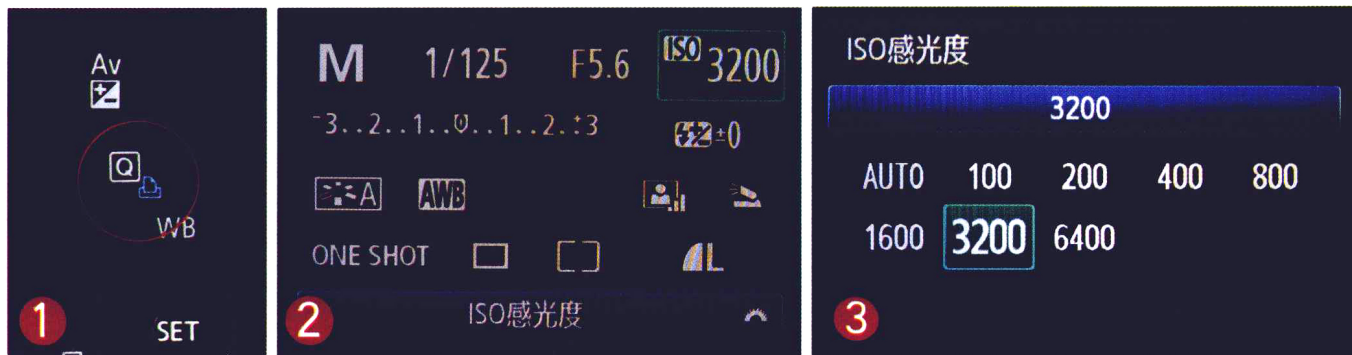 Av
Q
WB
SET
1
M 1/125 F5.6 ISO 3200
-3..2..1..0..1..2..+3 ±0
A AWB
ONE SHOT L
ISO感光度
2
ISO感光度
3200
AUTO 100 200 400 800
1600 3200 6400
3